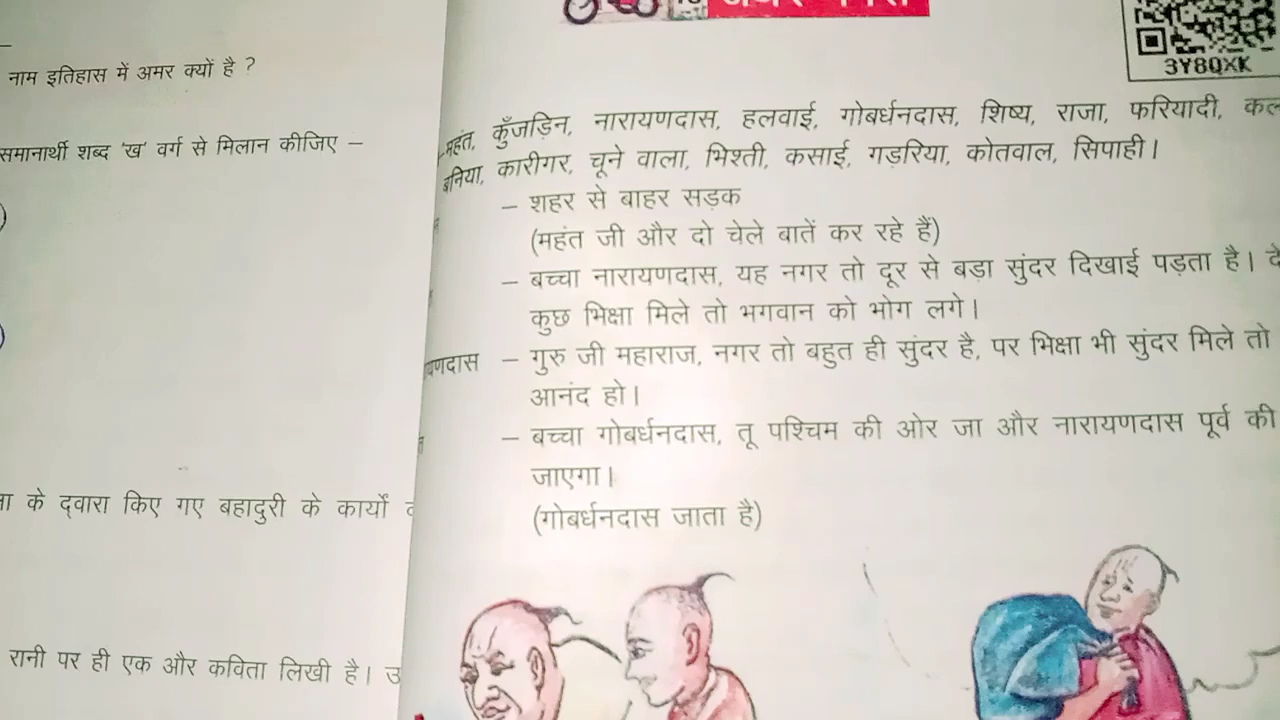 नाम इतिहास में अमर क्यों है ?
समानार्थी शब्द 'ख' वर्ग से मिलान कीजिए –
के द्वारा किए गए बहादुरी के कार्यों
रानी पर ही एक और कविता लिखी है।
3Y8QXK
महंत, कुँजड़िन, नारायणदास, हलवाई, गोबर्धनदास, शिष्य, राजा, फरियादी,
बनिया, कारीगर, चूने वाला, भिश्ती, कसाई, गड़रिया, कोतवाल, सिपाही।
– शहर से बाहर सड़क
(महंत जी और दो चेले बातें कर रहे हैं)
– बच्चा नारायणदास, यह नगर तो दूर से बड़ा सुंदर दिखाई पड़ता है।
कुछ भिक्षा मिले तो भगवान को भोग लगे।
– गुरु जी महाराज, नगर तो बहुत ही सुंदर है, पर भिक्षा भी सुंदर मिले तो
आनंद हो।
– बच्चा गोबर्धनदास, तू पश्चिम की ओर जा और नारायणदास पूर्व की
जाएगा।
(गोबर्धनदास जाता है)